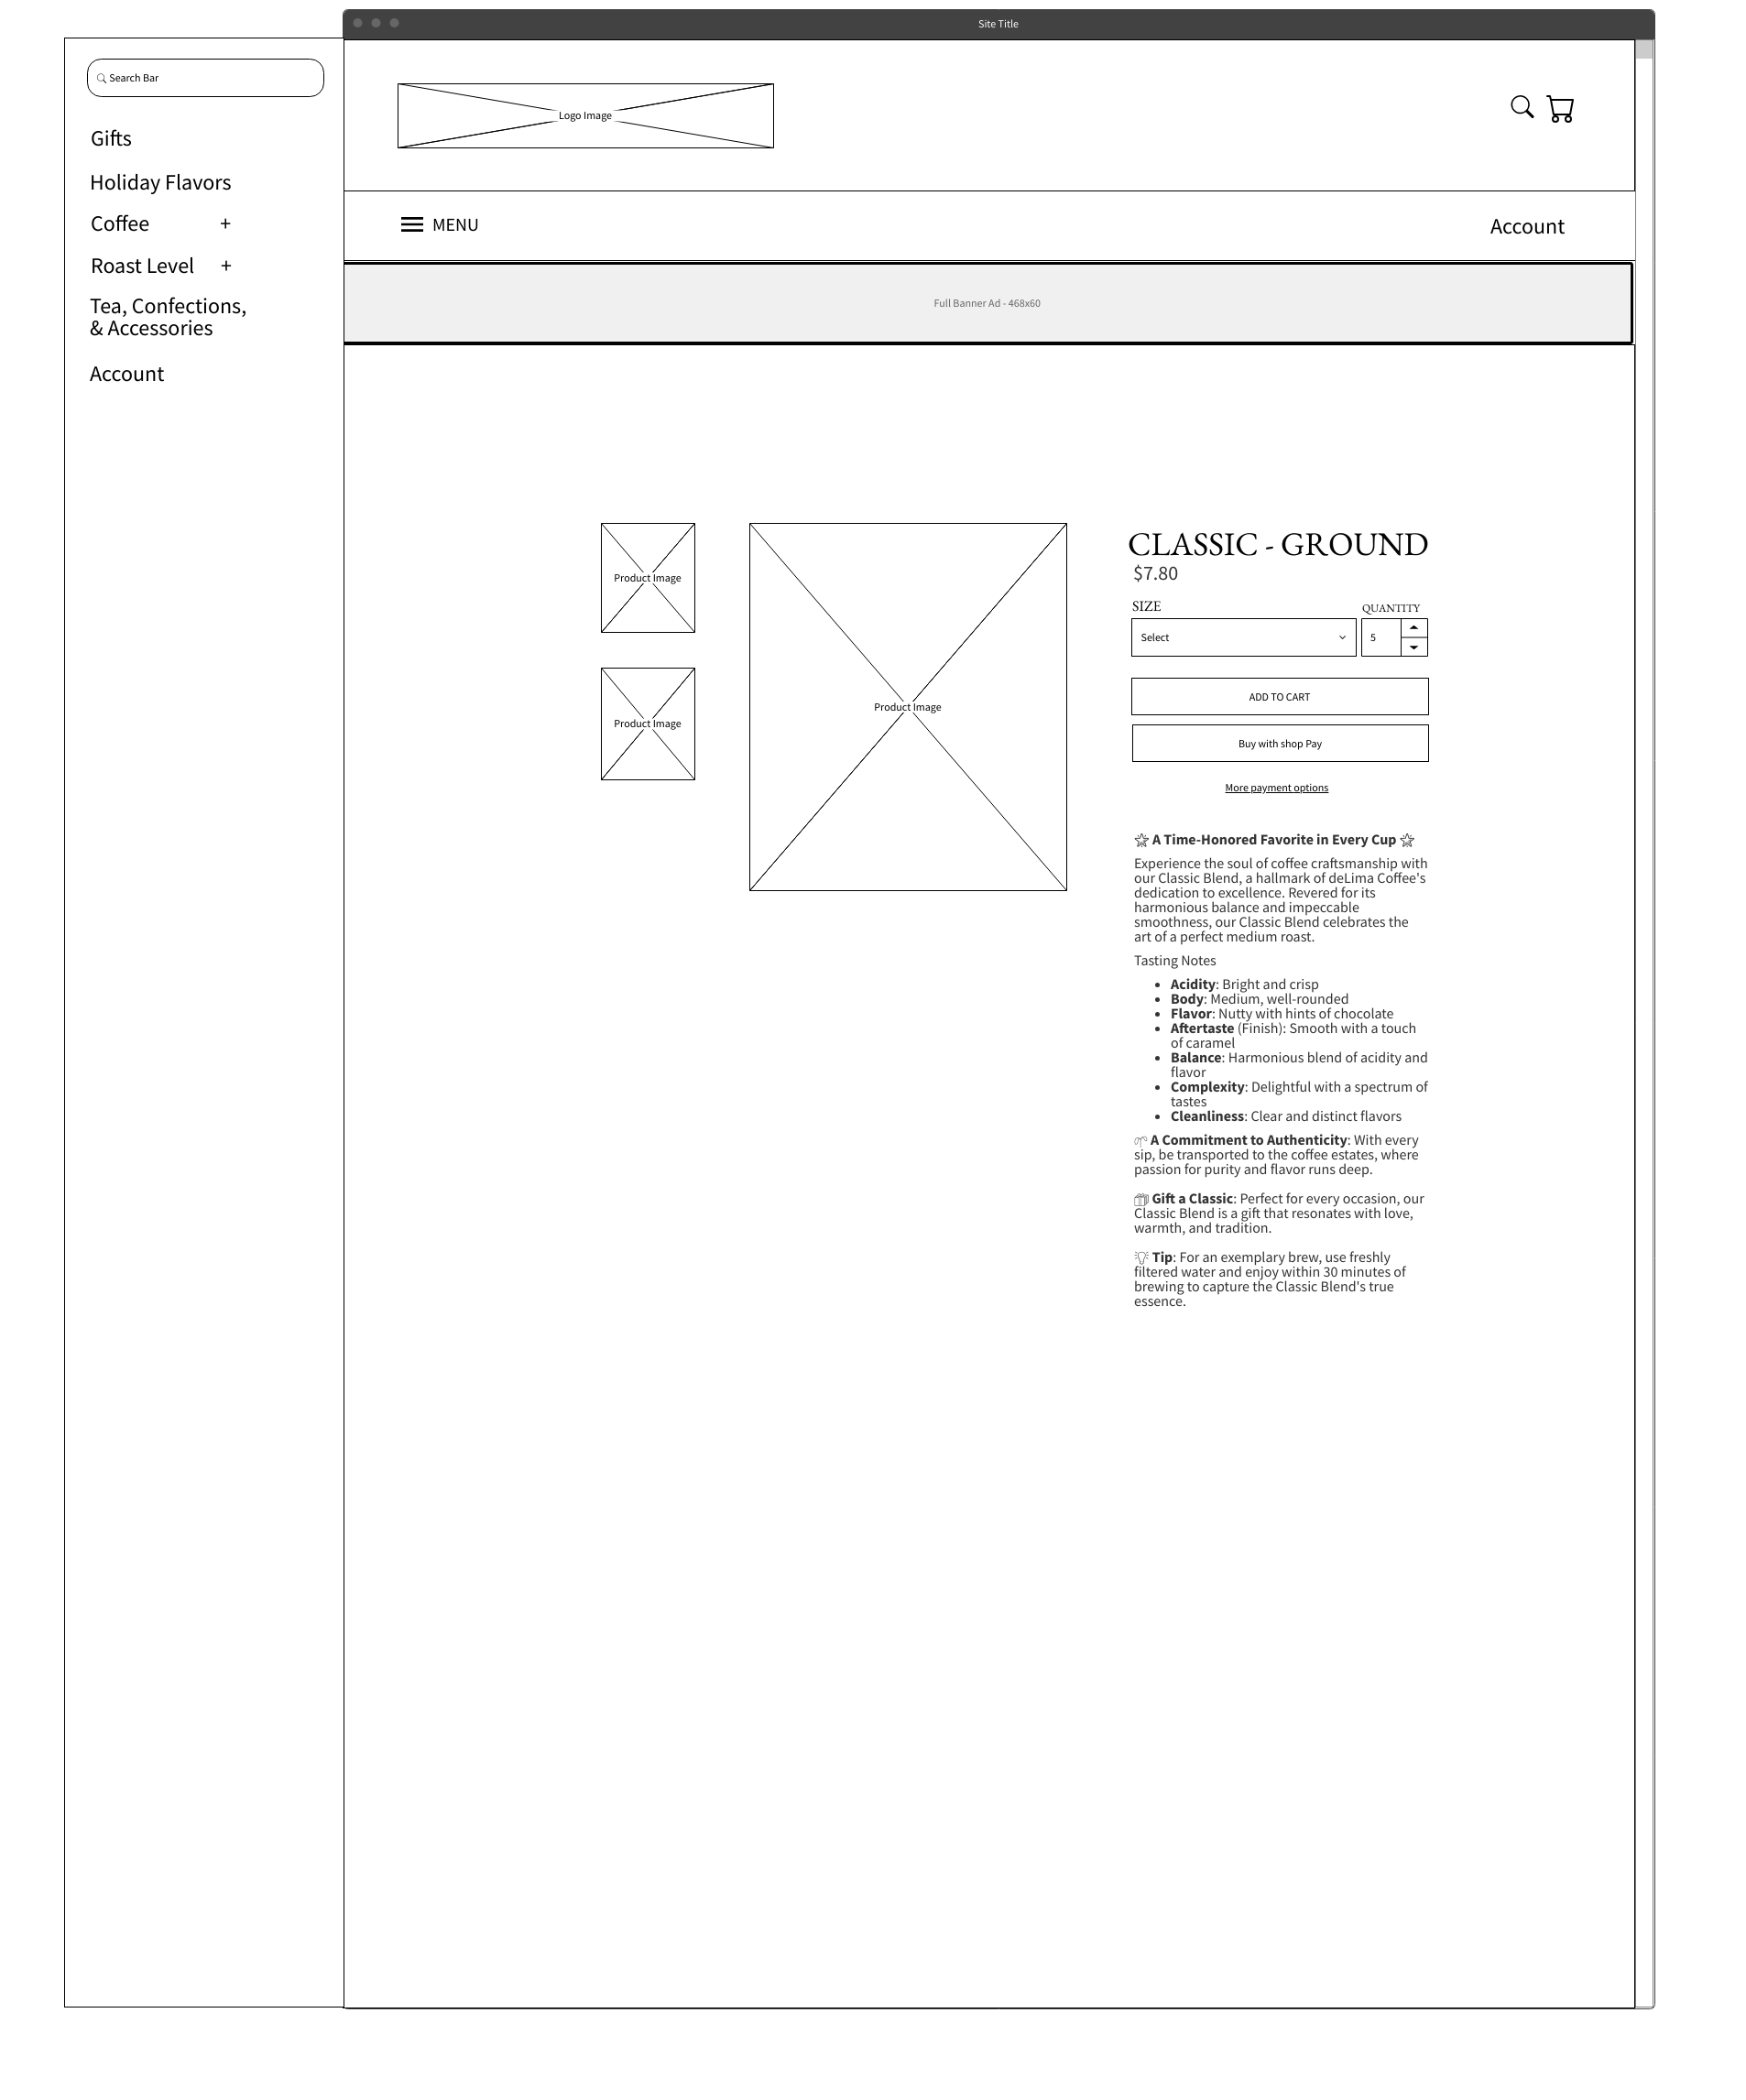 Site Title
Search Bar
Gifts
Holiday Flavors
Coffee +
Roast Level +
Tea, Confections,
& Accessories
Account
Logo Image
MENU
Account
Full Banner Ad - 468x60
Product Image
Product Image
Product Image
CLASSIC - GROUND
$7.80
SIZE
QUANTITY
Select
5
ADD TO CART
Buy with shop Pay
More payment options
A Time-Honored Favorite in Every Cup
Experience the soul of coffee craftsmanship with
our Classic Blend, a hallmark of deLima Coffee's
dedication to excellence. Revered for its
harmonious balance and impeccable
smoothness, our Classic Blend celebrates the
art of a perfect medium roast.
Tasting Notes
• Acidity: Bright and crisp
• Body: Medium, well-rounded
• Flavor: Nutty with hints of chocolate
• Aftertaste (Finish): Smooth with a touch
of caramel
• Balance: Harmonious blend of acidity and
flavor
• Complexity: Delightful with a spectrum of
tastes
• Cleanliness: Clear and distinct flavors
A Commitment to Authenticity: With every
sip, be transported to the coffee estates, where
passion for purity and flavor runs deep.
Gift a Classic: Perfect for every occasion, our
Classic Blend is a gift that resonates with love,
warmth, and tradition.
Tip: For an exemplary brew, use freshly
filtered water and enjoy within 30 minutes of
brewing to capture the Classic Blend's true
essence.